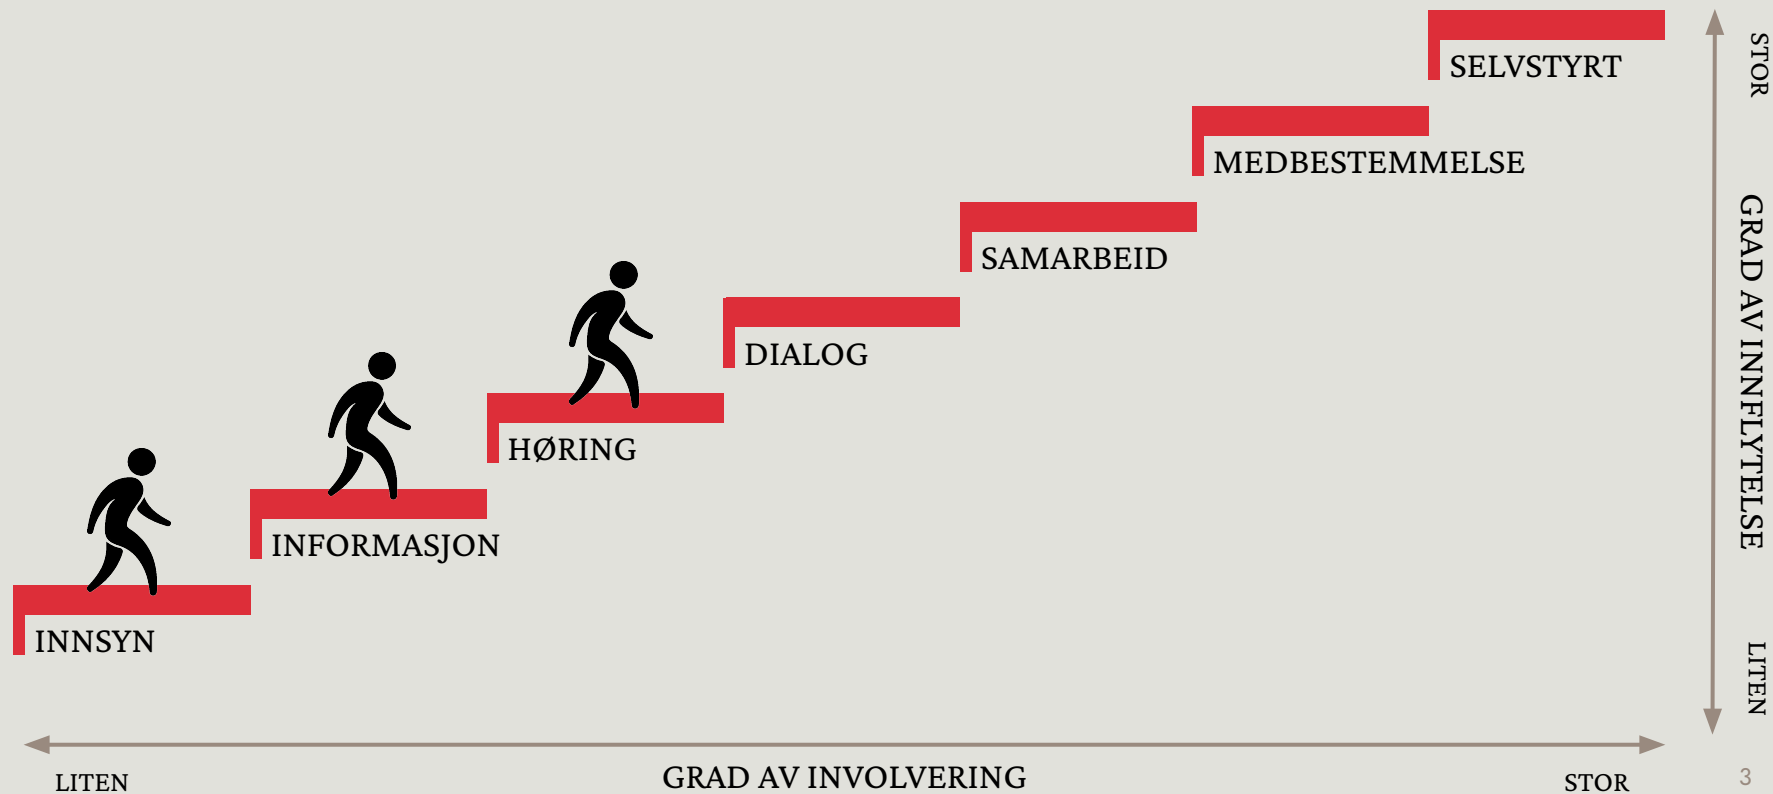 SELVSTYRT
MEDBESTEMMELSE
SAMARBEID
DIALOG
HØRING
INFORMASJON
INNSYN
STOR
GRAD AV INNFLYTELSE
LITEN
LITEN
GRAD AV INVOLVERING
STOR
3